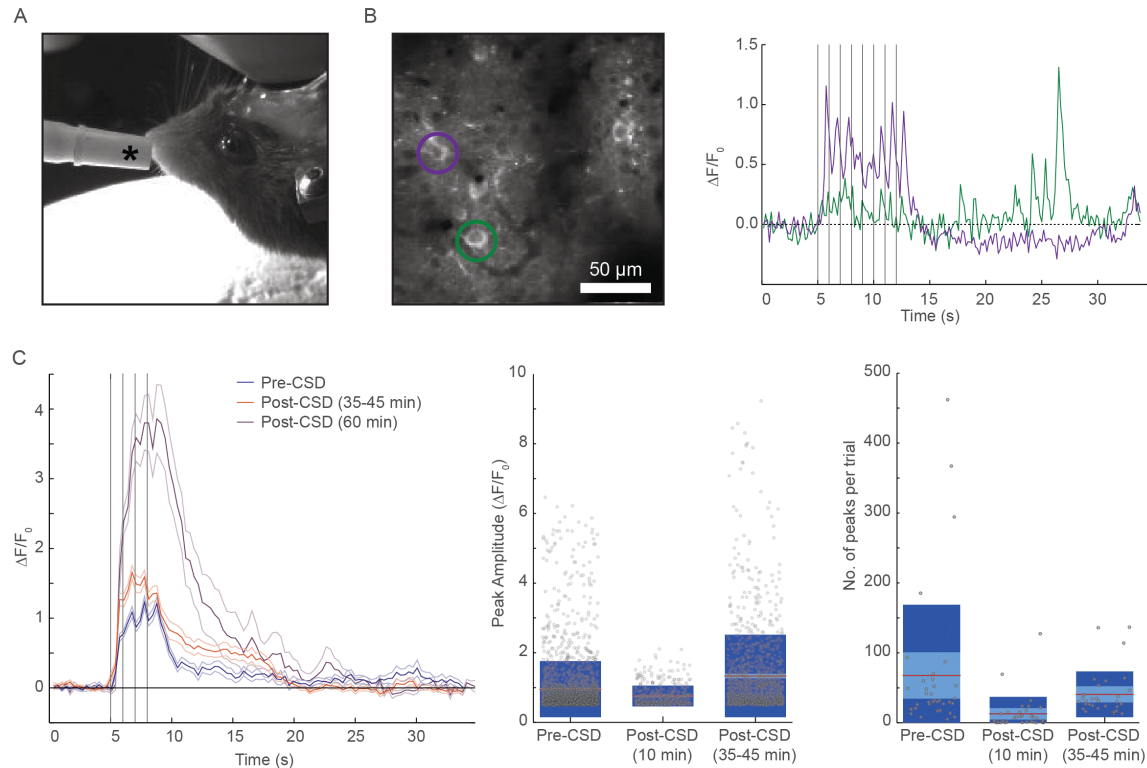 A
*
B
50 µm
1.5
1.0
0.5
0.0
ΔF/F0
0 5 10 15 20 25 30
Time (s)
C
Pre-CSD
Post-CSD (35-45 min)
Post-CSD (60 min)
4
3
2
1
0
ΔF/F0
0 5 10 15 20 25 30
Time (s)
10
8
6
4
2
0
Peak Amplitude (ΔF/F0)
Pre-CSD Post-CSD Post-CSD
(10 min) (35-45 min)
500
400
300
200
150
100
50
0
No. of peaks per trial
Pre-CSD Post-CSD Post-CSD
(10 min) (35-45 min)